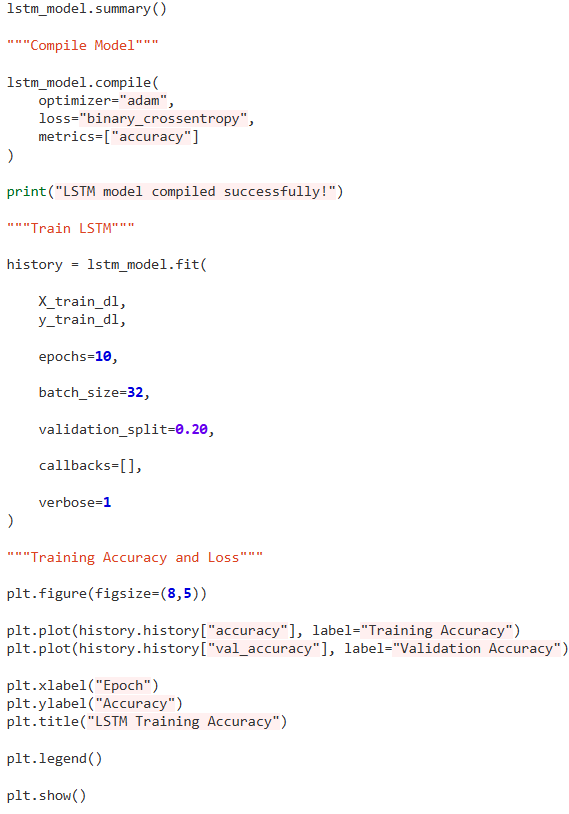 lstm_model.summary()
"""Compile Model"""
lstm_model.compile(
    optimizer="adam",
    loss="binary_crossentropy",
    metrics=["accuracy"]
)
print("LSTM model compiled successfully!")
"""Train LSTM"""
history = lstm_model.fit(
    X_train_dl,
    y_train_dl,
    epochs=10,
    batch_size=32,
    validation_split=0.20,
    callbacks=[],
    verbose=1
)
"""Training Accuracy and Loss"""
plt.figure(figsize=(8,5))
plt.plot(history.history["accuracy"], label="Training Accuracy")
plt.plot(history.history["val_accuracy"], label="Validation Accuracy")
plt.xlabel("Epoch")
plt.ylabel("Accuracy")
plt.title("LSTM Training Accuracy")
plt.legend()
plt.show()